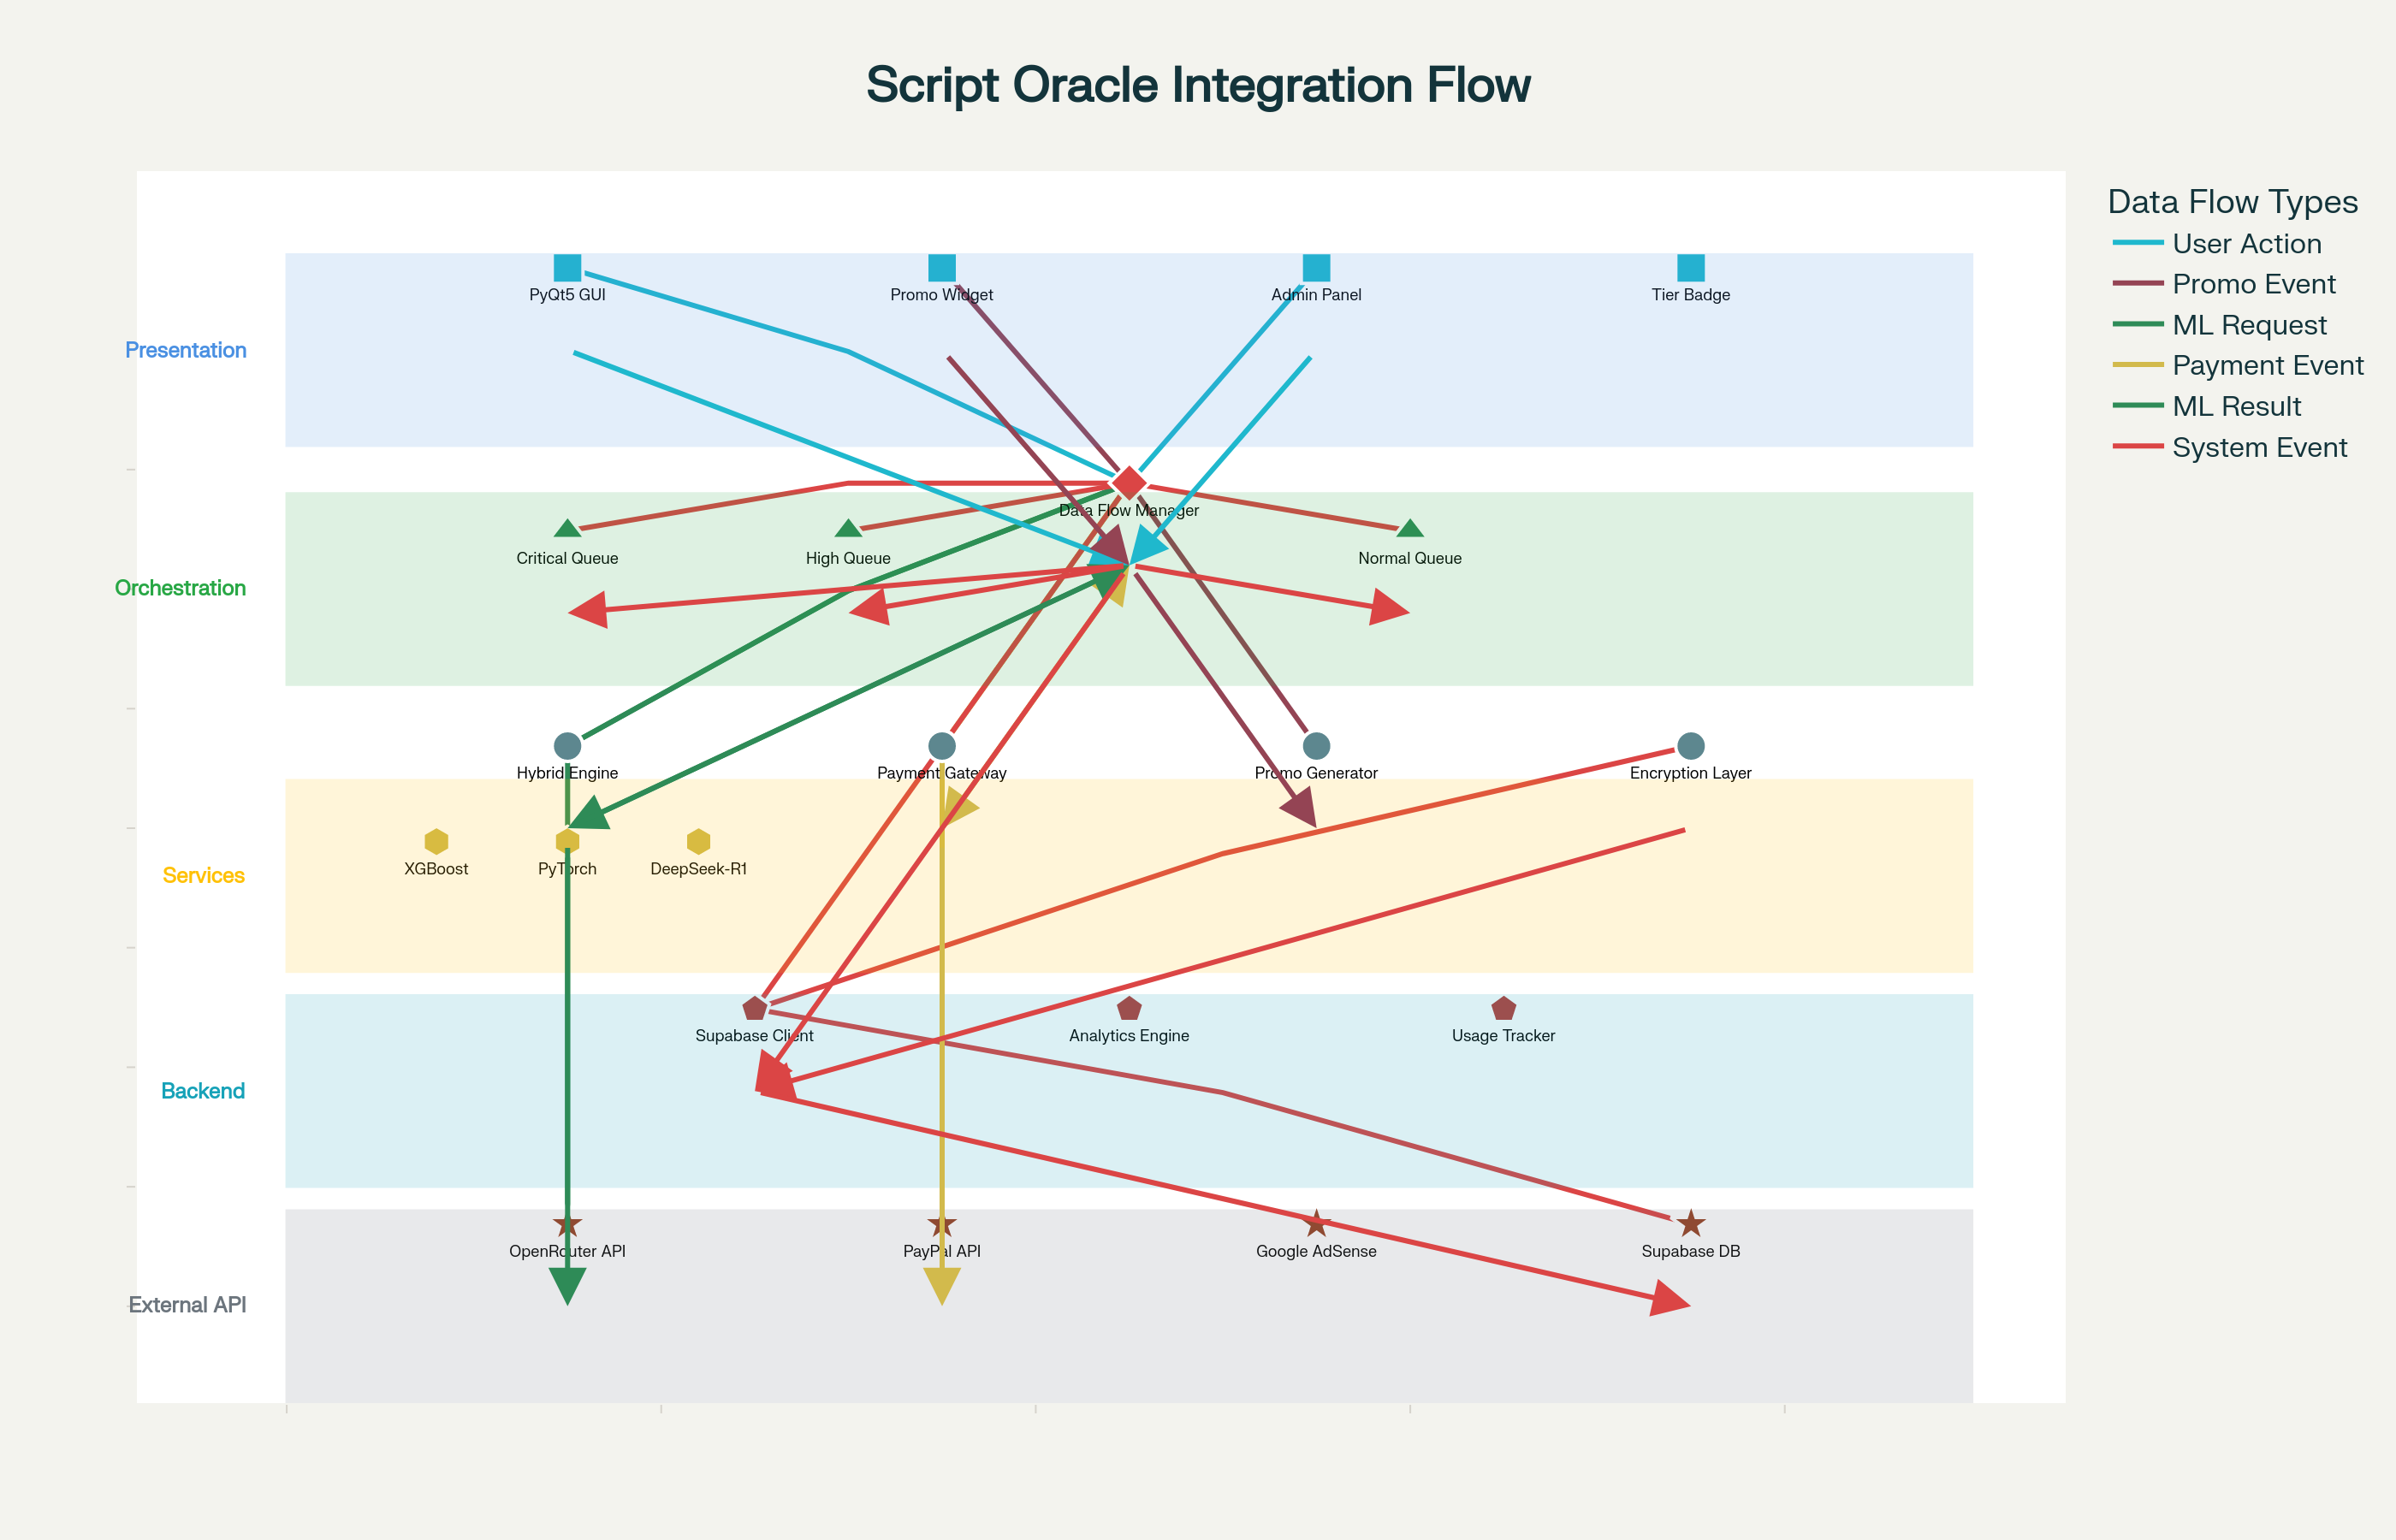 Script Oracle Integration Flow
Data Flow Types
User Action
Promo Event
ML Request
Payment Event
ML Result
System Event
Presentation
PyQt5 GUI
Promo Widget
Admin Panel
Tier Badge
Orchestration
Data Flow Manager
Critical Queue
High Queue
Normal Queue
Services
Hybrid Engine
Payment Gateway
Promo Generator
Encryption Layer
XGBoost
PyTorch
DeepSeek-R1
Backend
Supabase Client
Analytics Engine
Usage Tracker
External API
OpenRouter API
PayPal API
Google AdSense
Supabase DB